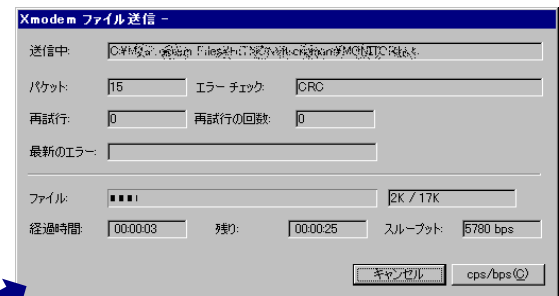 Xmodem ファイル送信 -
送信中:
パケット: 15 エラー チェック: CRC
再試行: 0 再試行の回数: 0
最新のエラー:
ファイル: 2K / 17K
経過時間: 00:00:03 残り: 00:00:25 スループット: 5780 bps
キャンセル cps/bps(C)